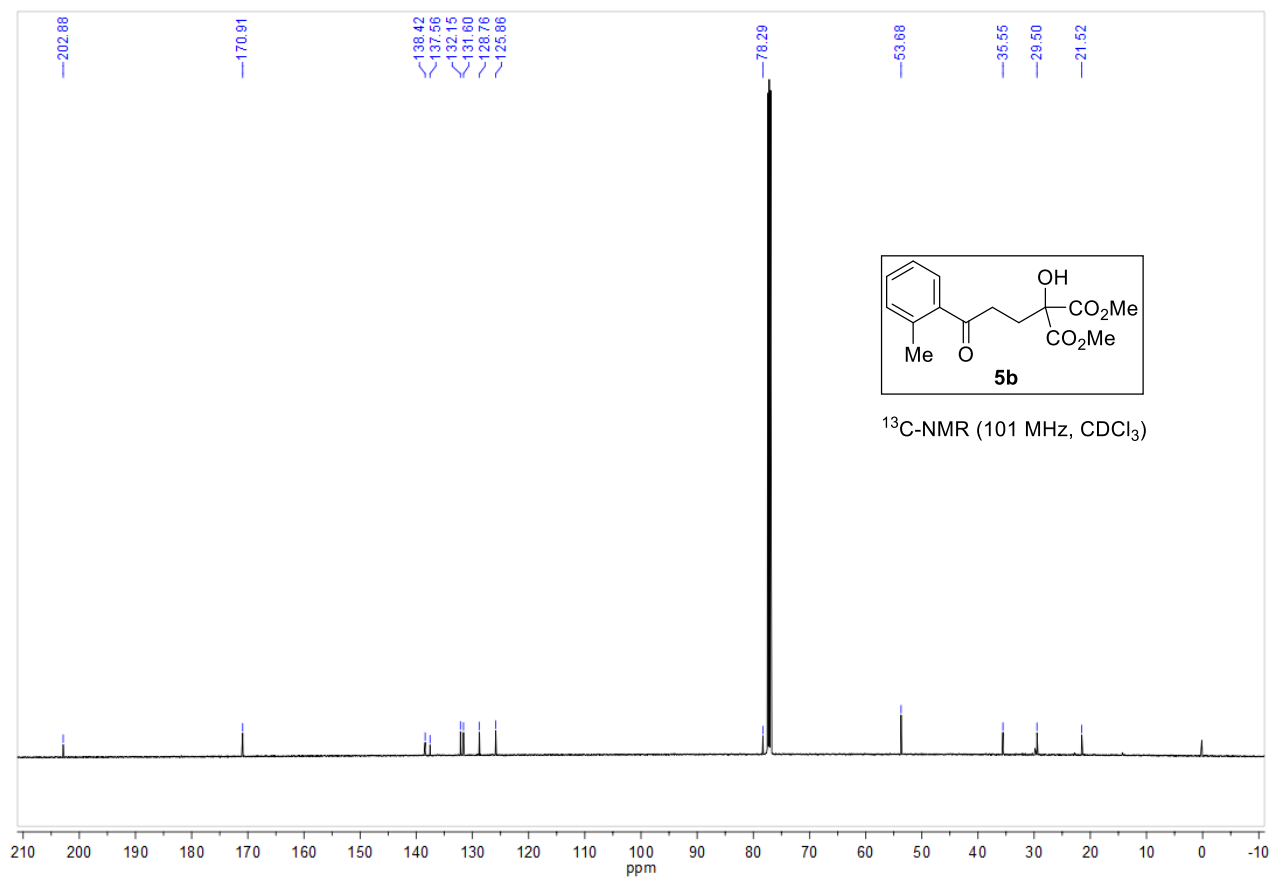 202.88
170.91
138.42
137.56
132.15
131.60
128.76
125.86
78.29
53.68
35.55
29.50
21.52
OH
CO₂Me
CO₂Me
Me
O
5b
¹³C-NMR (101 MHz, CDCl₃)
210 200 190 180 170 160 150 140 130 120 110 100 90 80 70 60 50 40 30 20 10 0 -10
ppm